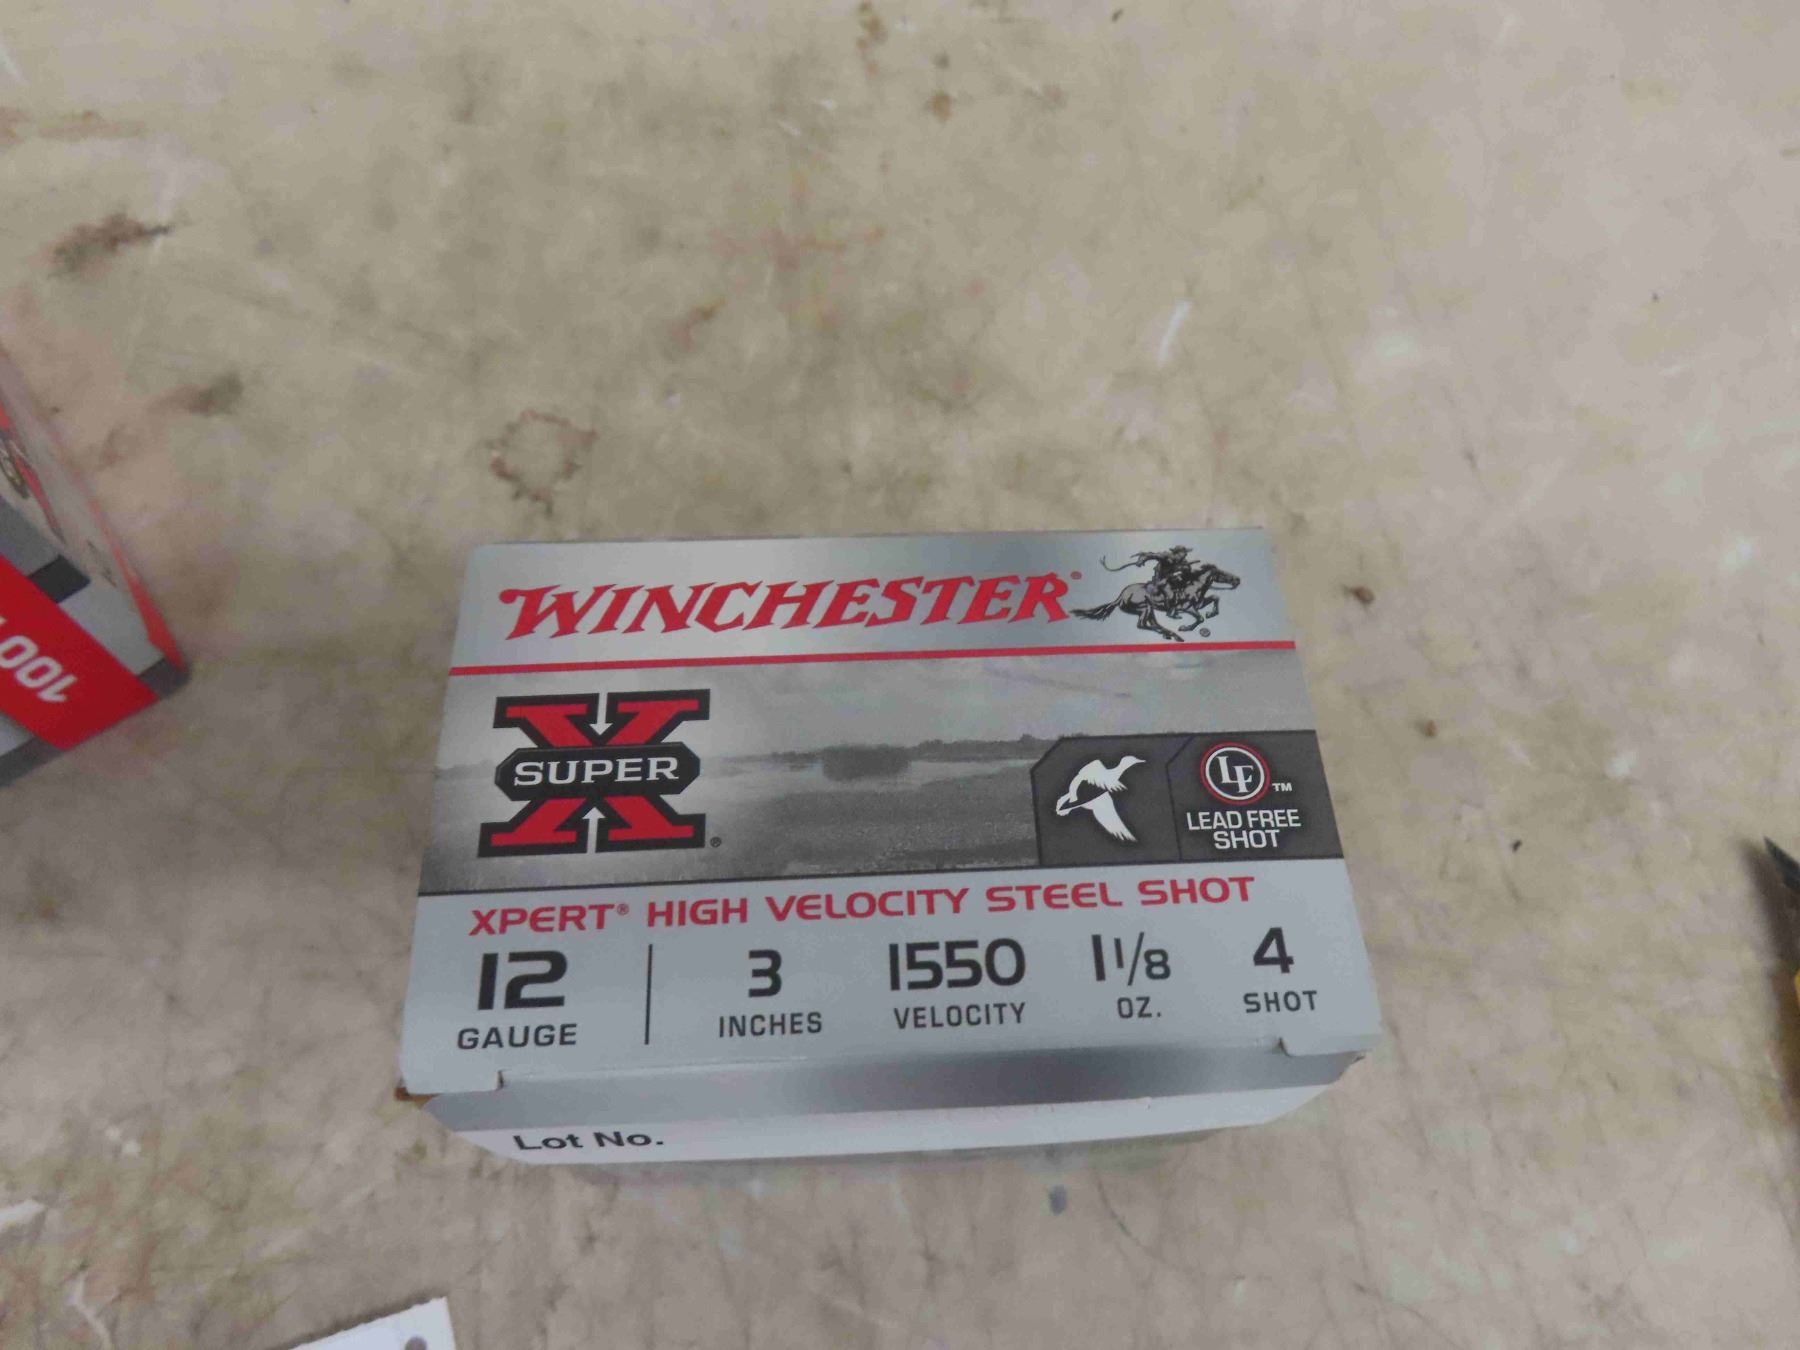 WINCHESTER®
X
SUPER
®
LF™
LEAD FREE
SHOT
XPERT® HIGH VELOCITY STEEL SHOT
12 3 1550 1 1/8 4
GAUGE INCHES VELOCITY OZ. SHOT
Lot No.
100